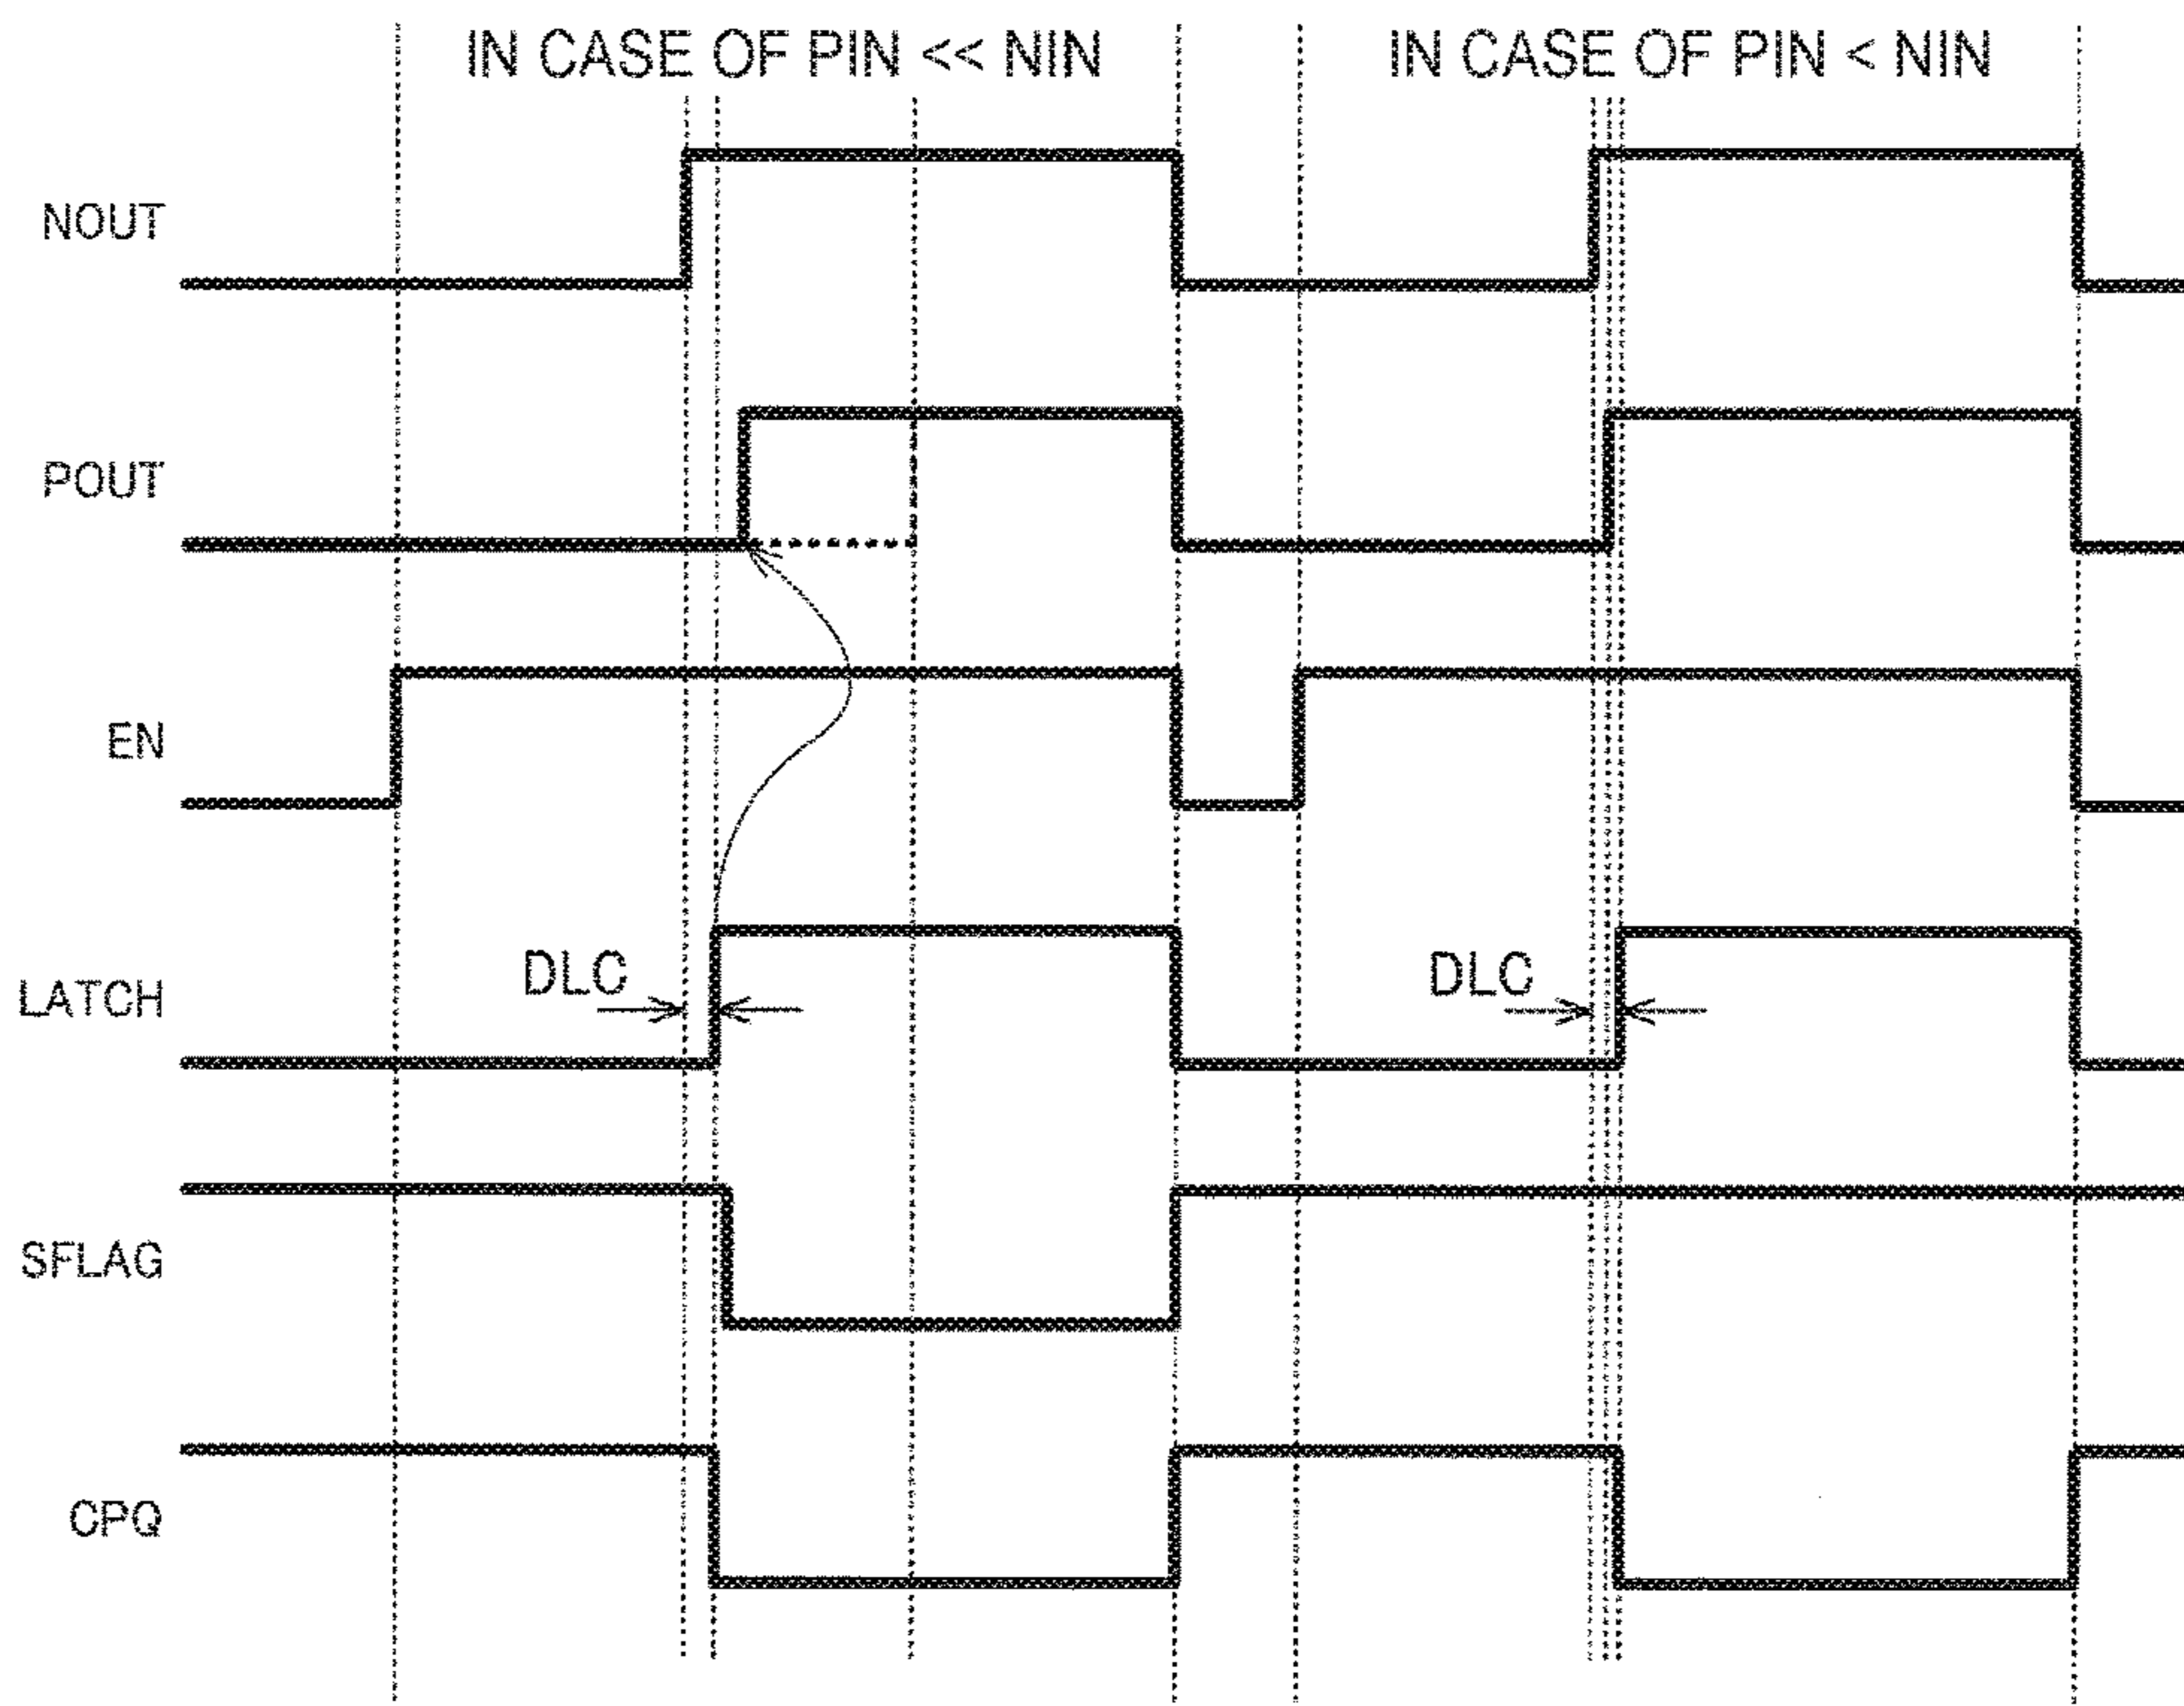 IN CASE OF PIN << NIN
IN CASE OF PIN < NIN
NOUT
POUT
EN
LATCH
DLC
DLC
SFLAG
CPQ